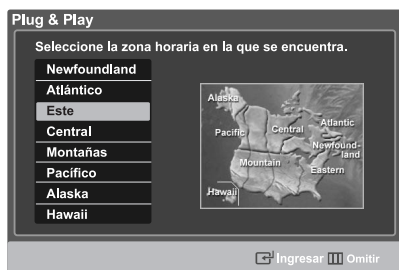 Plug & Play
Seleccione la zona horaria en la que se encuentra.
Newfoundland
Atlántico
Este
Central
Montañas
Pacífico
Alaska
Hawaii
Alaska
Pacific
Central
Atlantic
Newfound-
land
Mountain
Eastern
Hawaii
Ingresar Omitir